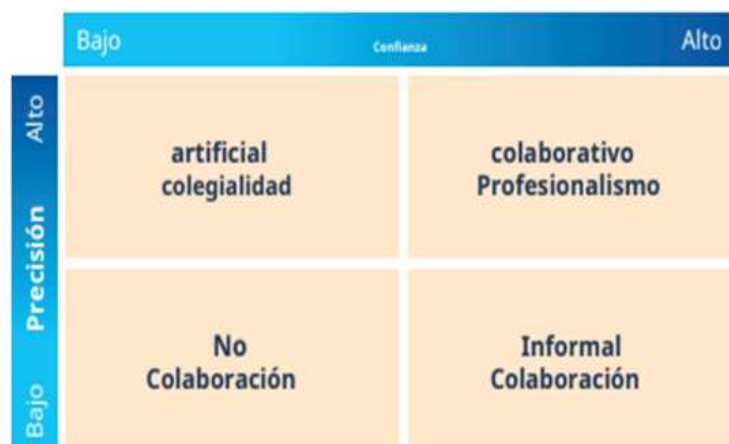 Bajo Confianza Alto
Alto
Precisión
Bajo
artificial
colegialidad
colaborativo
Profesionalismo
No
Colaboración
Informal
Colaboración